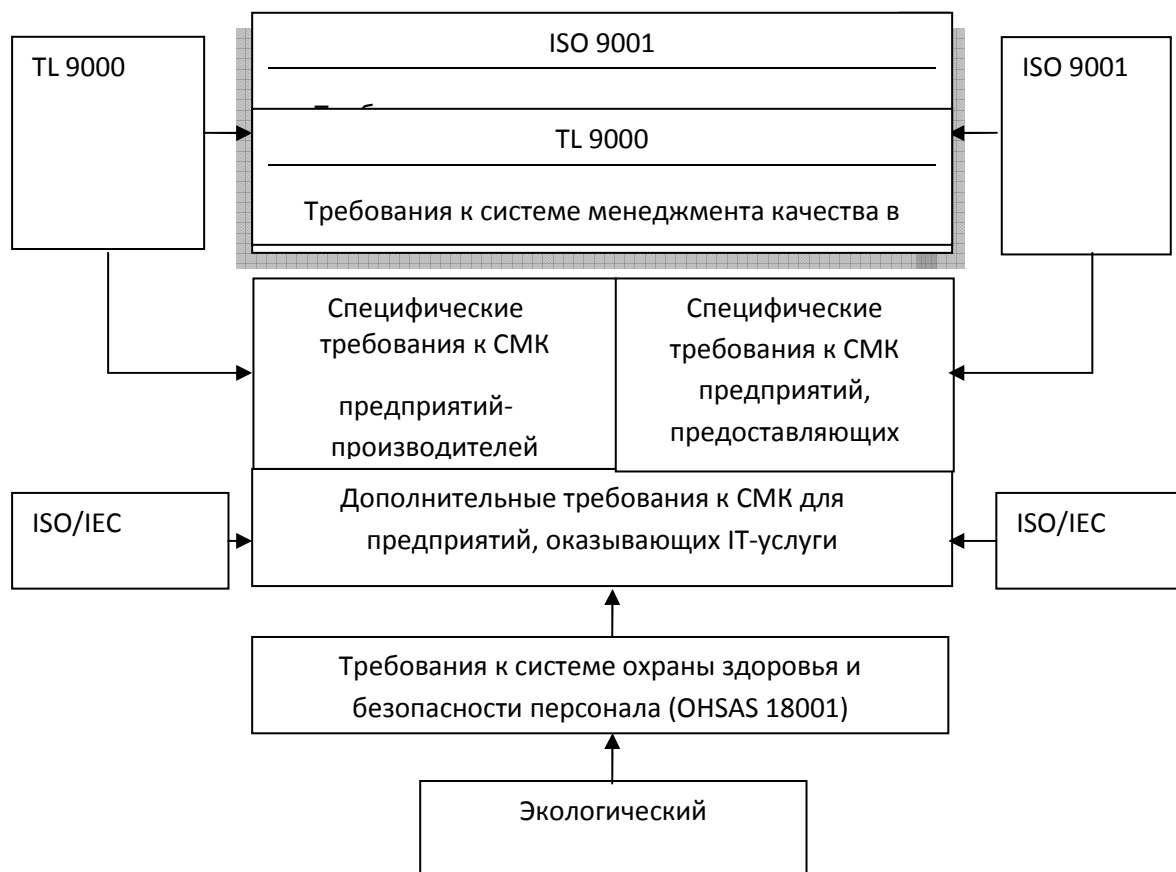 TL 9000
ISO 9001
ISO 9001
TL 9000
Требования к системе менеджмента качества в
Специфические
требования к СМК
предприятий-
производителей
Специфические
требования к СМК
предприятий,
предоставляющих
ISO/IEC
Дополнительные требования к СМК для
предприятий, оказывающих IT-услуги
ISO/IEC
Требования к системе охраны здоровья и
безопасности персонала (OHSAS 18001)
Экологический